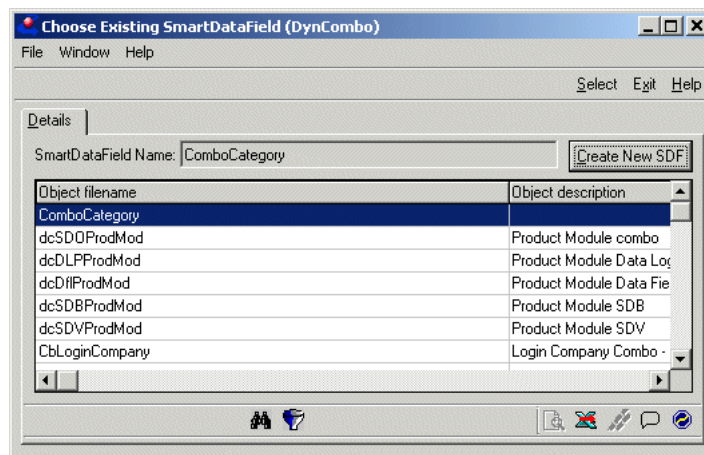 Choose Existing SmartDataField (DynCombo)
File Window Help
Select Exit Help
Details
SmartDataField Name: ComboCategory Create New SDF
Object filename Object description
ComboCategory
dcSDOProdMod Product Module combo
dcDLPProdMod Product Module Data Log
dcDflProdMod Product Module Data Fie
dcSDBProdMod Product Module SDB
dcSDVProdMod Product Module SDV
CbLoginCompany Login Company Combo -